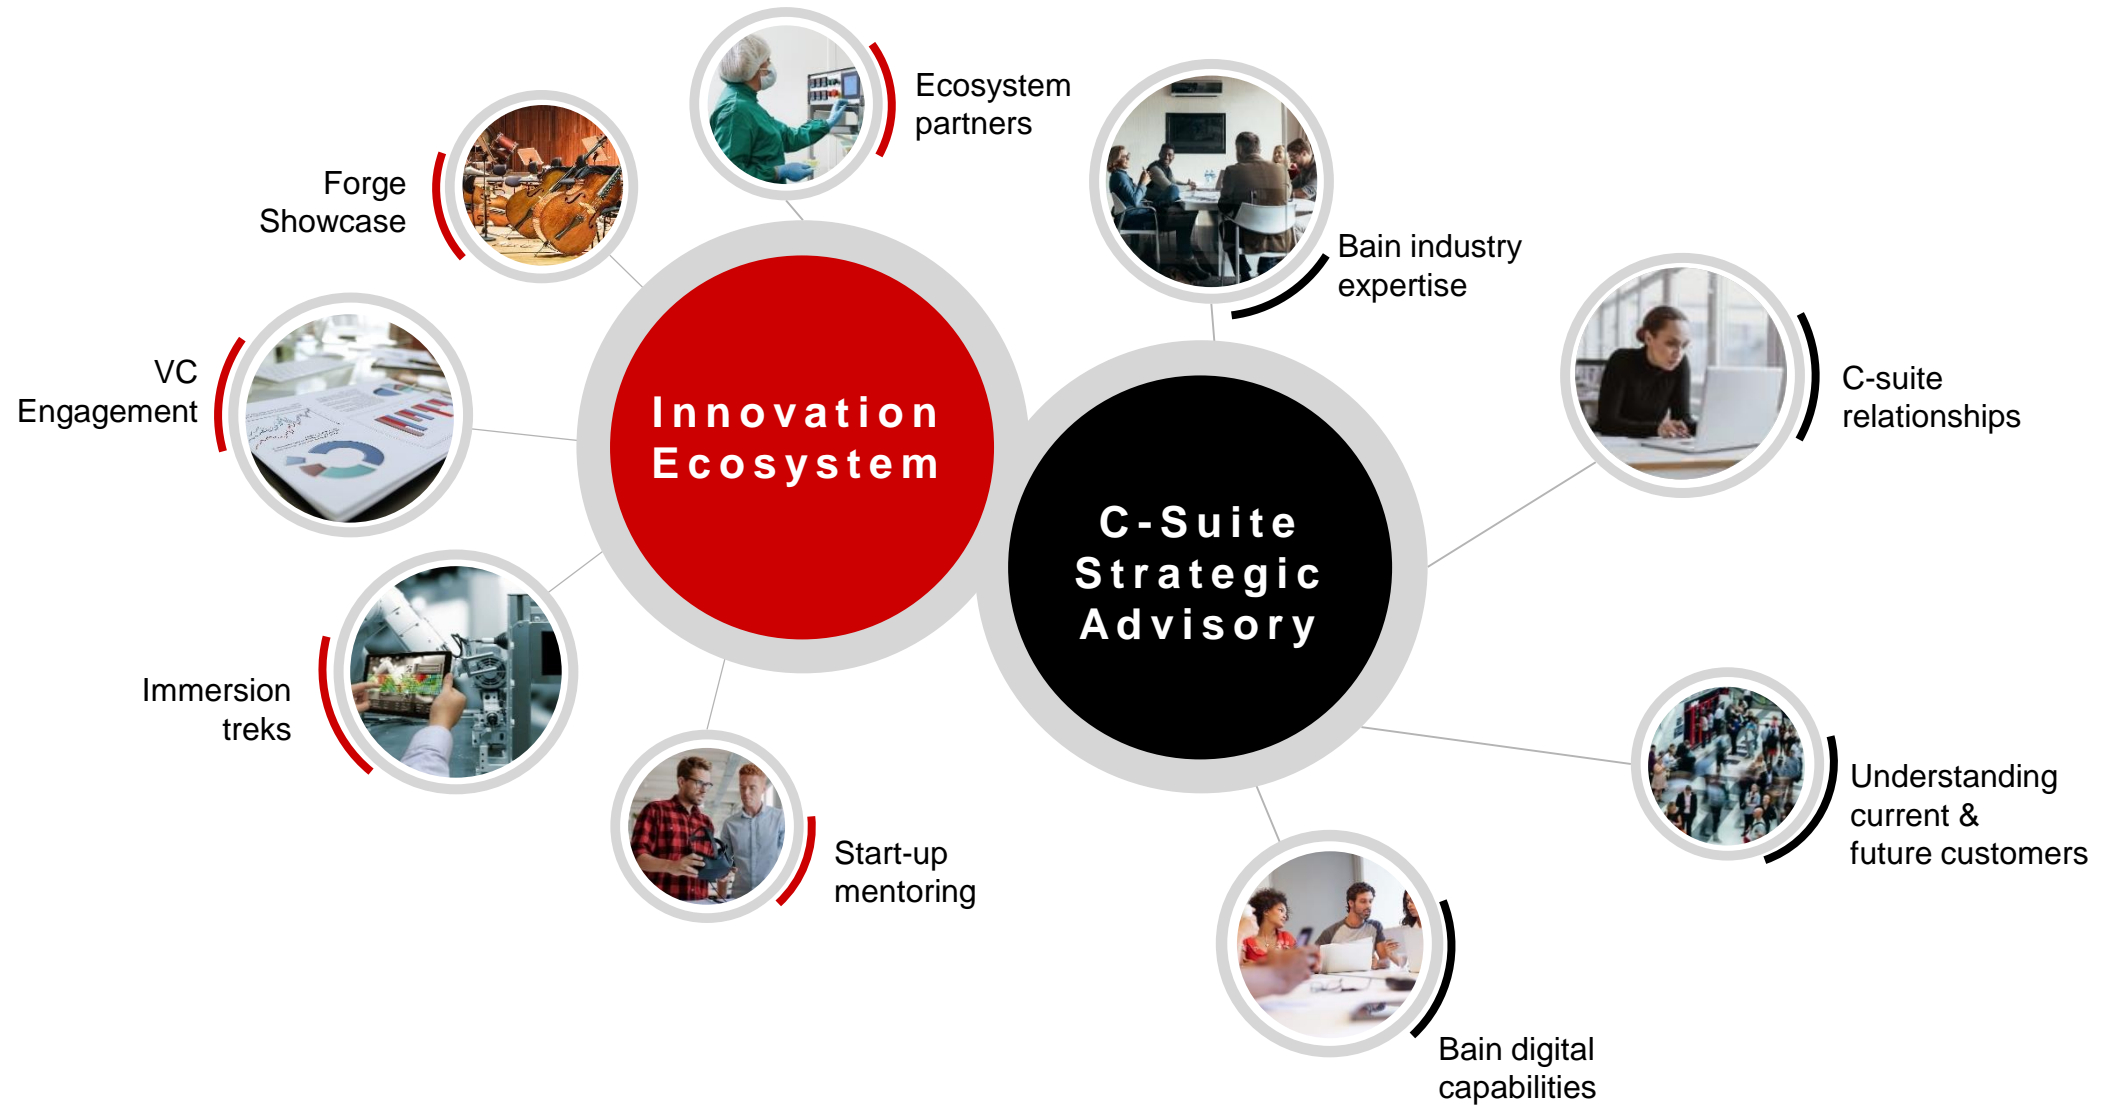 Ecosystem
partners
Forge
Showcase
Bain industry
expertise
VC
Engagement
C-suite
relationships
Innovation
Ecosystem
C-Suite
Strategic
Advisory
Immersion
treks
Start-up
mentoring
Understanding
current &
future customers
Bain digital
capabilities